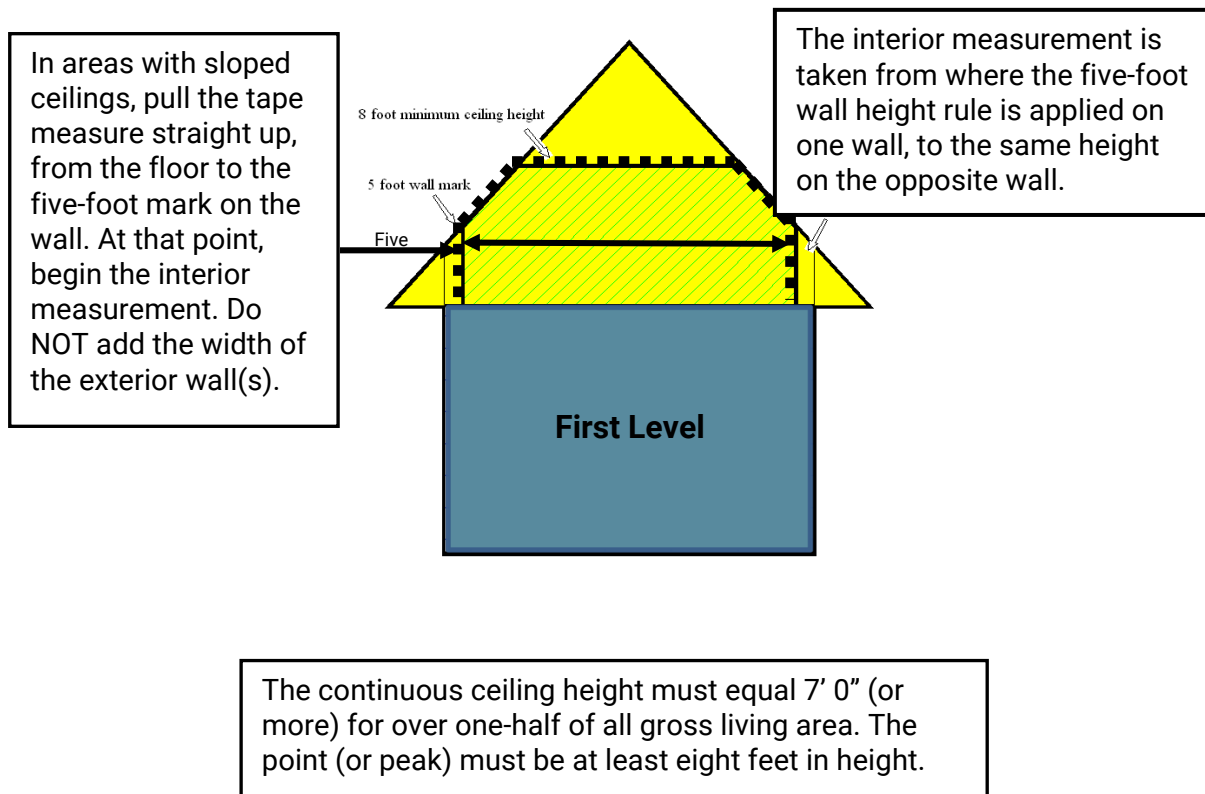 In areas with sloped
ceilings, pull the tape
measure straight up,
from the floor to the
five-foot mark on the
wall. At that point,
begin the interior
measurement. Do
NOT add the width of
the exterior wall(s).
8 foot minimum ceiling height
5 foot wall mark
Five
The interior measurement is
taken from where the five-foot
wall height rule is applied on
one wall, to the same height
on the opposite wall.
First Level
The continuous ceiling height must equal 7’ 0” (or
more) for over one-half of all gross living area. The
point (or peak) must be at least eight feet in height.